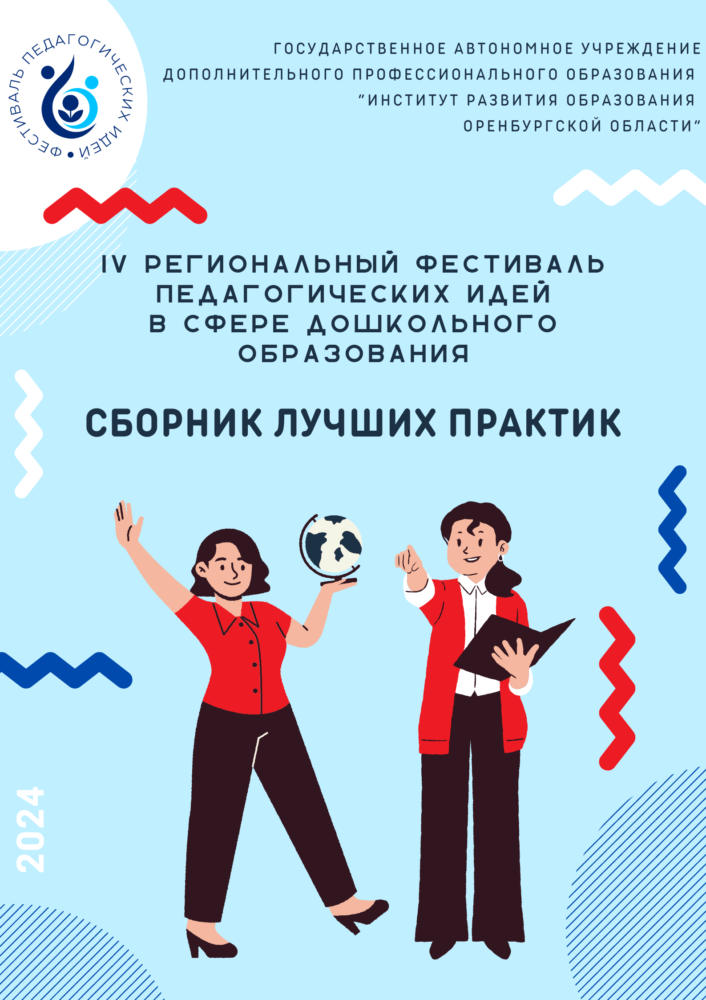 ФЕСТИВАЛЬ ПЕДАГОГИЧЕСКИХ ИДЕЙ •
ГОСУДАРСТВЕННОЕ АВТОНОМНОЕ УЧРЕЖДЕНИЕ
ДОПОЛНИТЕЛЬНОГО ПРОФЕССИОНАЛЬНОГО ОБРАЗОВАНИЯ
“ИНСТИТУТ РАЗВИТИЯ ОБРАЗОВАНИЯ
ОРЕНБУРГСКОЙ ОБЛАСТИ”
IV РЕГИОНАЛЬНЫЙ ФЕСТИВАЛЬ
ПЕДАГОГИЧЕСКИХ ИДЕЙ
В СФЕРЕ ДОШКОЛЬНОГО
ОБРАЗОВАНИЯ
СБОРНИК ЛУЧШИХ ПРАКТИК
2024